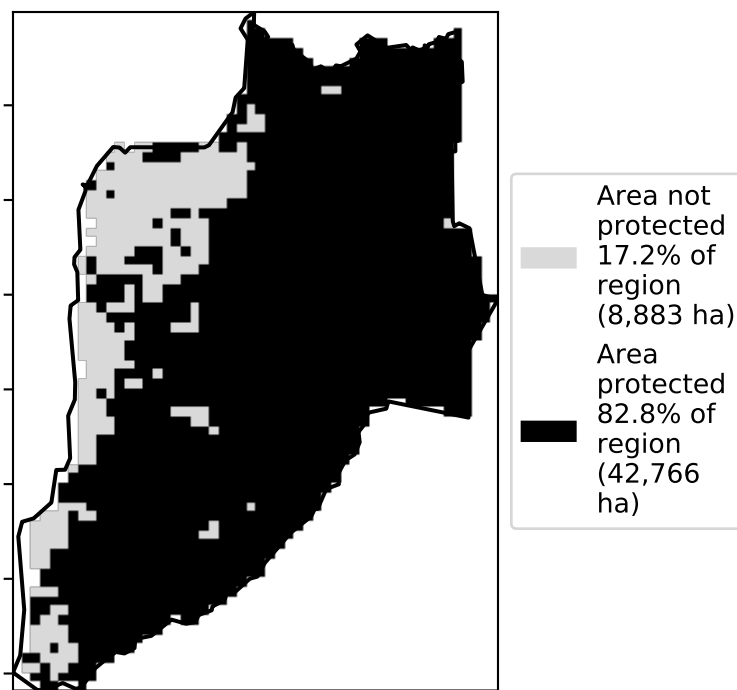 Area not
protected
17.2% of
region
(8,883 ha)
Area
protected
82.8% of
region
(42,766
ha)